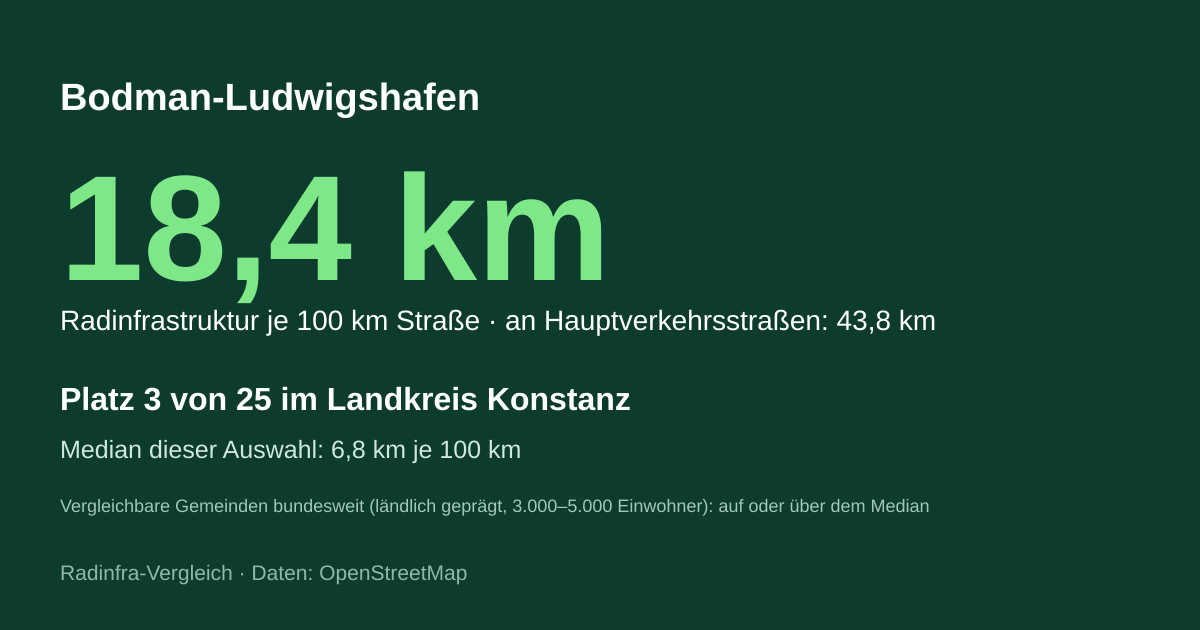 Bodman-Ludwigshafen
18,4 km
Radinfrastruktur je 100 km Straße · an Hauptverkehrsstraßen: 43,8 km
Platz 3 von 25 im Landkreis Konstanz
Median dieser Auswahl: 6,8 km je 100 km
Vergleichbare Gemeinden bundesweit (ländlich geprägt, 3.000–5.000 Einwohner): auf oder über dem Median
Radinfra-Vergleich · Daten: OpenStreetMap